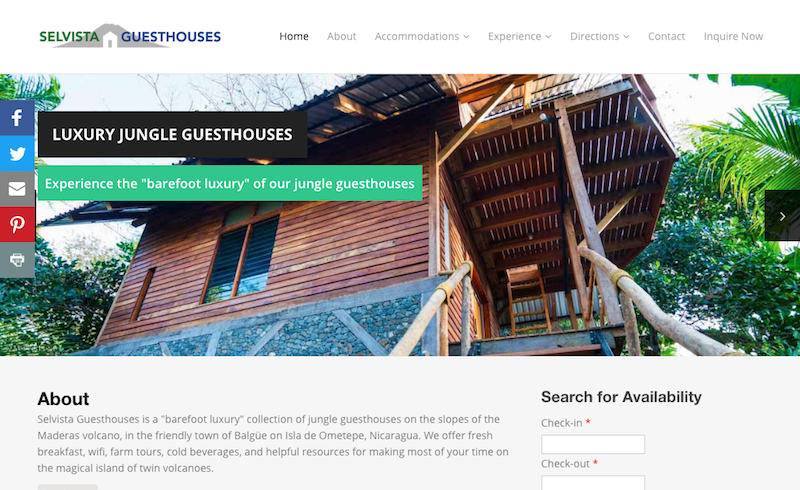 SELVISTA GUESTHOUSES
Home About Accommodations Experience Directions Contact Inquire Now
LUXURY JUNGLE GUESTHOUSES
Experience the "barefoot luxury" of our jungle guesthouses
About
Selvista Guesthouses is a "barefoot luxury" collection of jungle guesthouses on the slopes of the
Maderas volcano, in the friendly town of Balgüe on Isla de Ometepe, Nicaragua. We offer fresh
breakfast, wifi, farm tours, cold beverages, and helpful resources for making most of your time on
the magical island of twin volcanoes.
Search for Availability
Check-in *
Check-out *